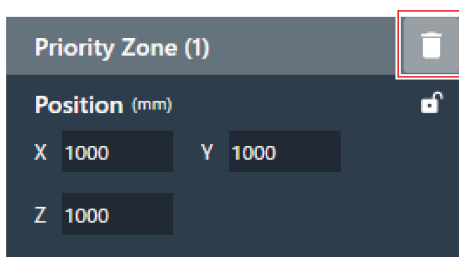 Priority Zone (1)
Position (mm)
X 1000 Y 1000
Z 1000